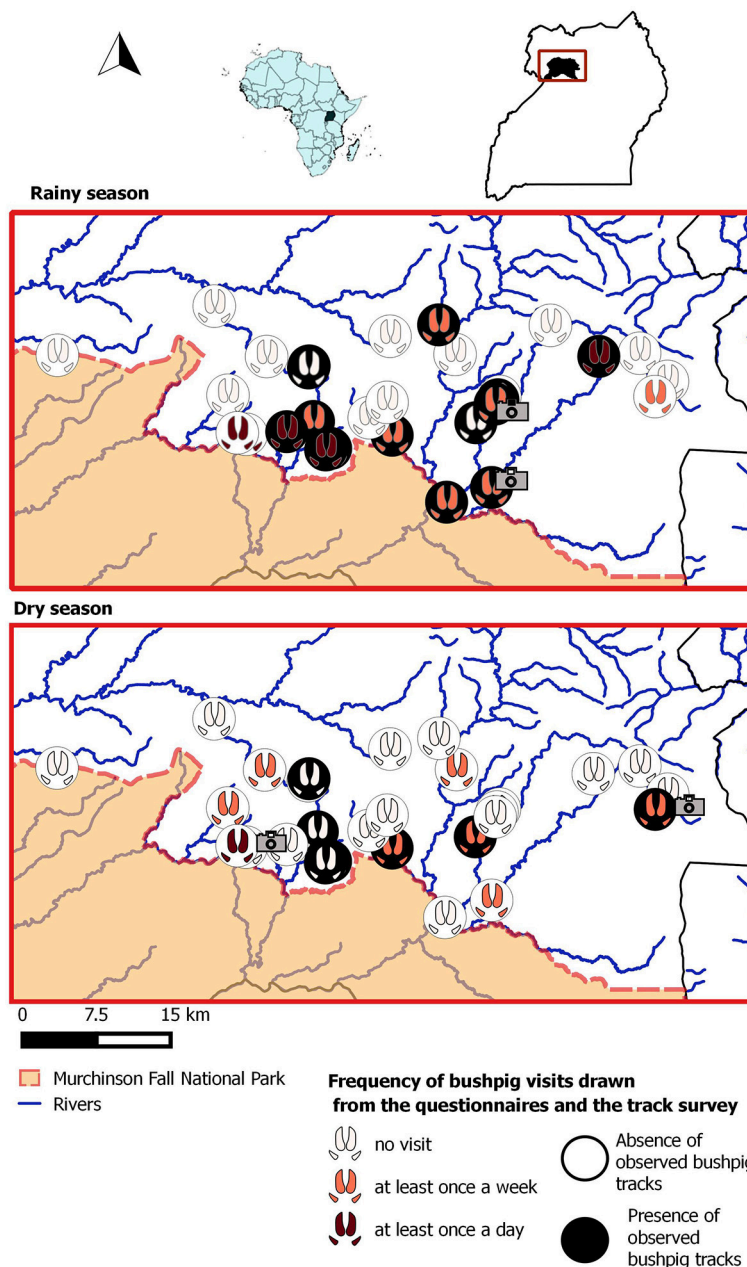 Rainy season
Dry season
0 7.5 15 km
Murchinson Fall National Park
Rivers
Frequency of bushpig visits drawn
from the questionnaires and the track survey
no visit
at least once a week
at least once a day
Absence of
observed bushpig
tracks
Presence of
observed
bushpig tracks